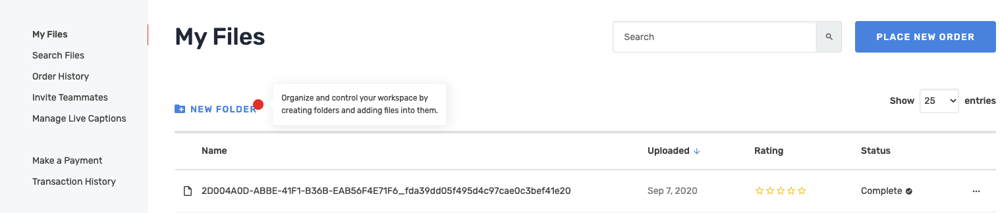 My Files
Search Files
Order History
Invite Teammates
Manage Live Captions
Make a Payment
Transaction History
My Files
Search
PLACE NEW ORDER
NEW FOLDER
Organize and control your workspace by
creating folders and adding files into them.
Show 25 entries
Name Uploaded Rating Status
2D004A0D-ABBE-41F1-B36B-EAB56F4E71F6_fda39dd05f495d4c97cae0c3bef41e20 Sep 7, 2020 Complete